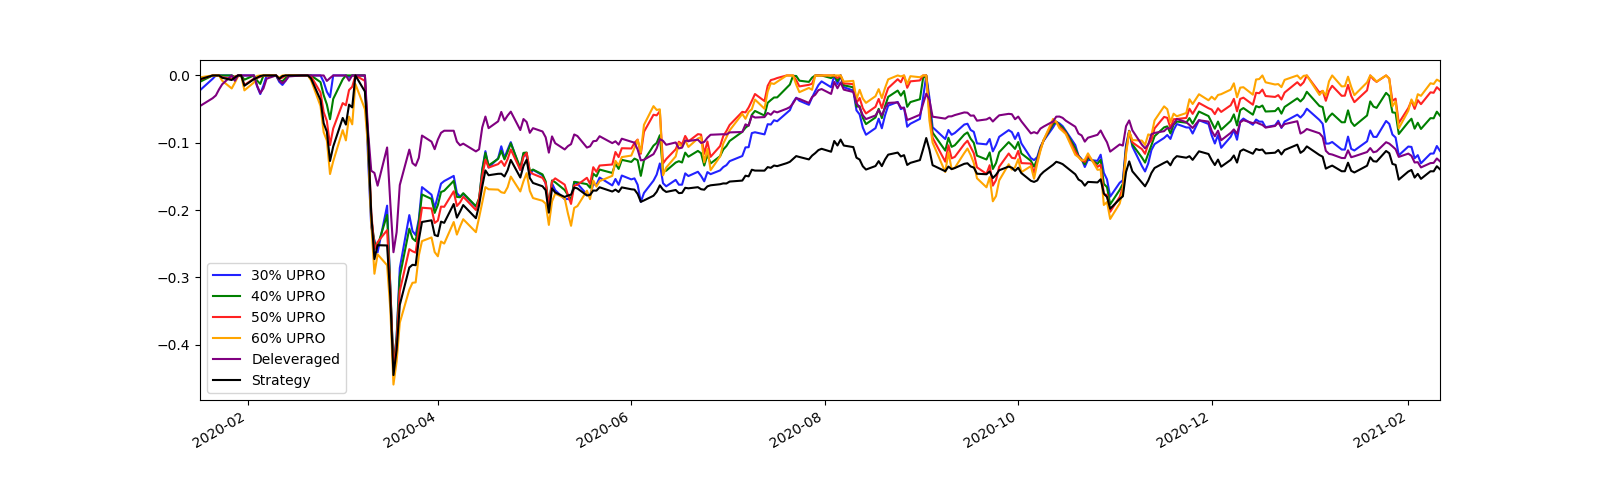 0.0
−0.1
−0.2
−0.3
−0.4
30% UPRO
40% UPRO
50% UPRO
60% UPRO
Deleveraged
Strategy
2020-02
2020-04
2020-06
2020-08
2020-10
2020-12
2021-02